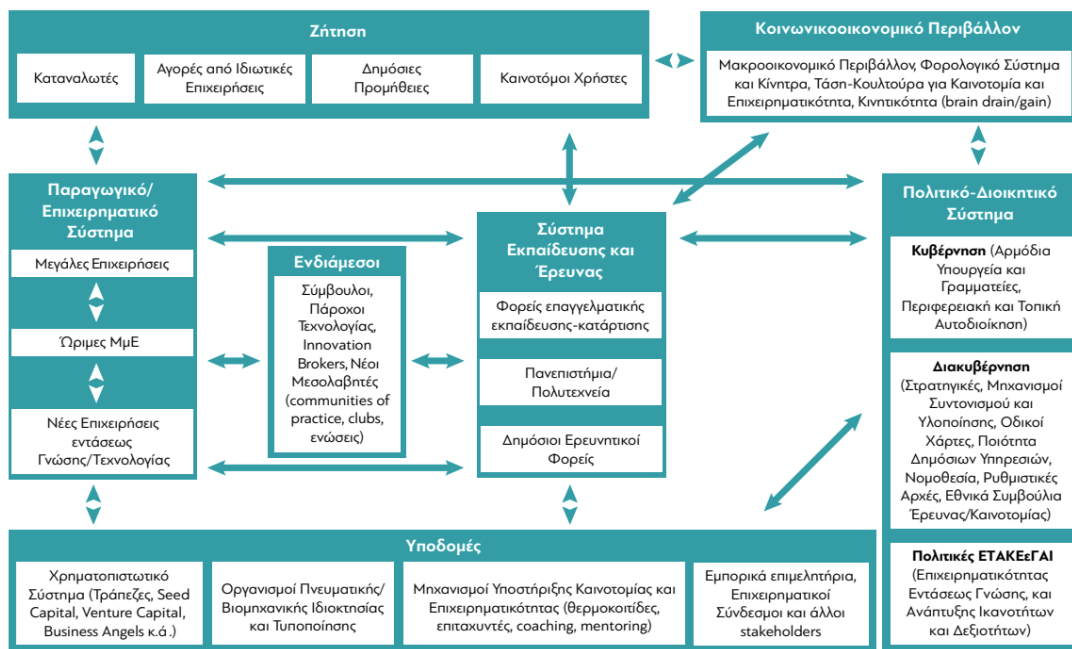 Ζήτηση
Καταναλωτές
Αγορές από Ιδιωτικές
Επιχειρήσεις
Δημόσιες
Προμήθειες
Καινοτόμοι Χρήστες
Κοινωνικοοικονομικό Περιβάλλον
Μακροοικονομικό Περιβάλλον, Φορολογικό Σύστημα
και Κίνητρα, Τάση-Κουλτούρα για Καινοτομία και
Επιχειρηματικότητα, Κινητικότητα (brain drain/gain)
Παραγωγικό/
Επιχειρηματικό
Σύστημα
Μεγάλες Επιχειρήσεις
Ώριμες ΜμΕ
Νέες Επιχειρήσεις
εντάσεως
Γνώσης/Τεχνολογίας
Ενδιάμεσοι
Σύμβουλοι,
Πάροχοι
Τεχνολογίας,
Innovation
Brokers, Νέοι
Μεσολαβητές
(communities of
practice, clubs,
ενώσεις)
Σύστημα
Εκπαίδευσης και
Έρευνας
Φορείς επαγγελματικής
εκπαίδευσης-κατάρτισης
Πανεπιστήμια/
Πολυτεχνεία
Δημόσιοι Ερευνητικοί
Φορείς
Πολιτικό-Διοικητικό
Σύστημα
Κυβέρνηση (Αρμόδια
Υπουργεία και
Γραμματείες,
Περιφερειακή και Τοπική
Αυτοδιοίκηση)
Διακυβέρνηση
(Στρατηγικές, Μηχανισμοί
Συντονισμού και
Υλοποίησης, Οδικοί
Χάρτες, Ποιότητα
Δημόσιων Υπηρεσιών,
Νομοθεσία, Ρυθμιστικές
Αρχές, Εθνικά Συμβούλια
Έρευνας/Καινοτομίας)
Πολιτικές ΕΤΑΚΕεΓΑΙ
(Επιχειρηματικότητας
Εντάσεως Γνώσης, και
Ανάπτυξης Ικανοτήτων
και Δεξιοτήτων)
Υποδομές
Χρηματοπιστωτικό
Σύστημα (Τράπεζες, Seed
Capital, Venture Capital,
Business Angels κ.ά.)
Οργανισμοί Πνευματικής/
Βιομηχανικής Ιδιοκτησίας
και Τυποποίησης
Μηχανισμοί Υποστήριξης Καινοτομίας και
Επιχειρηματικότητας (θερμοκοιτίδες,
επιταχυντές, coaching, mentoring)
Εμπορικά επιμελητήρια,
Επιχειρηματικοί
Σύνδεσμοι και άλλοι
stakeholders